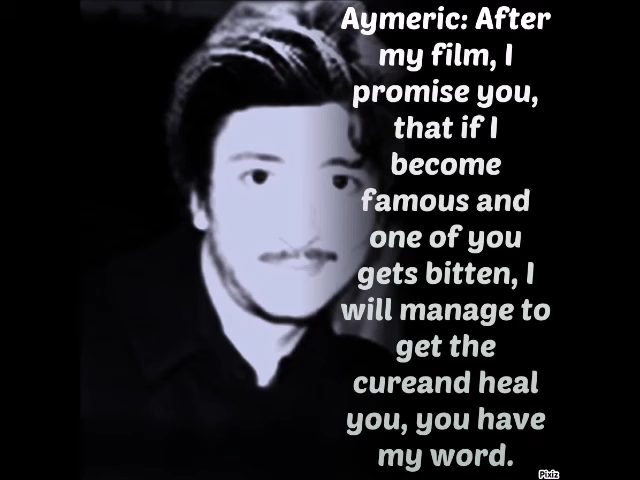 Aymeric: After
my film, I
promise you,
that if I
become
famous and
one of you
gets bitten, I
will manage to
get the
cureand heal
you, you have
my word.
Pixiz